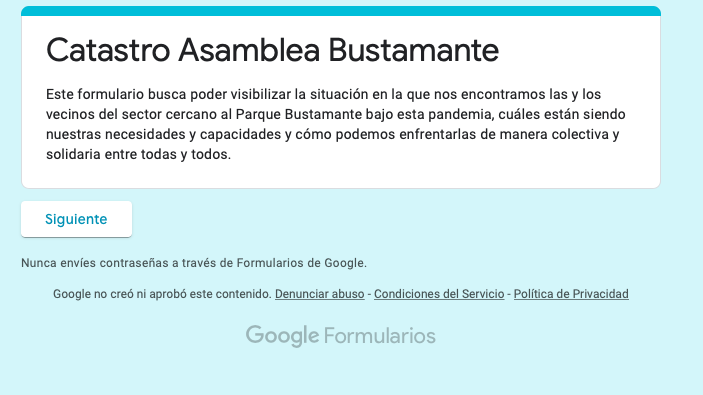 Catastro Asamblea Bustamante
Este formulario busca poder visibilizar la situación en la que nos encontramos las y los
vecinos del sector cercano al Parque Bustamante bajo esta pandemia, cuáles están siendo
nuestras necesidades y capacidades y cómo podemos enfrentarlas de manera colectiva y
solidaria entre todas y todos.
Siguiente
Nunca envíes contraseñas a través de Formularios de Google.
Google no creó ni aprobó este contenido. Denunciar abuso - Condiciones del Servicio - Política de Privacidad
Google Formularios